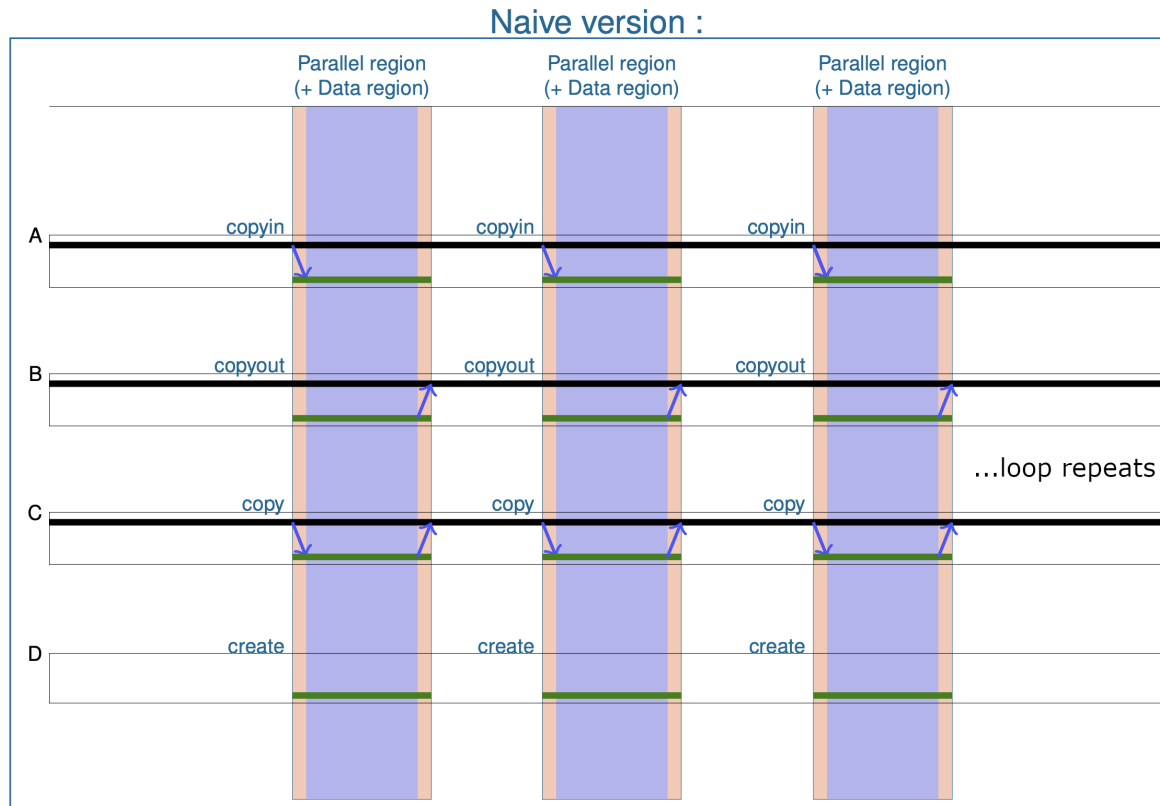 Naive version :
Parallel region
(+ Data region)
Parallel region
(+ Data region)
Parallel region
(+ Data region)
A
copyin
copyin
copyin
B
copyout
copyout
copyout
...loop repeats
C
copy
copy
copy
D
create
create
create